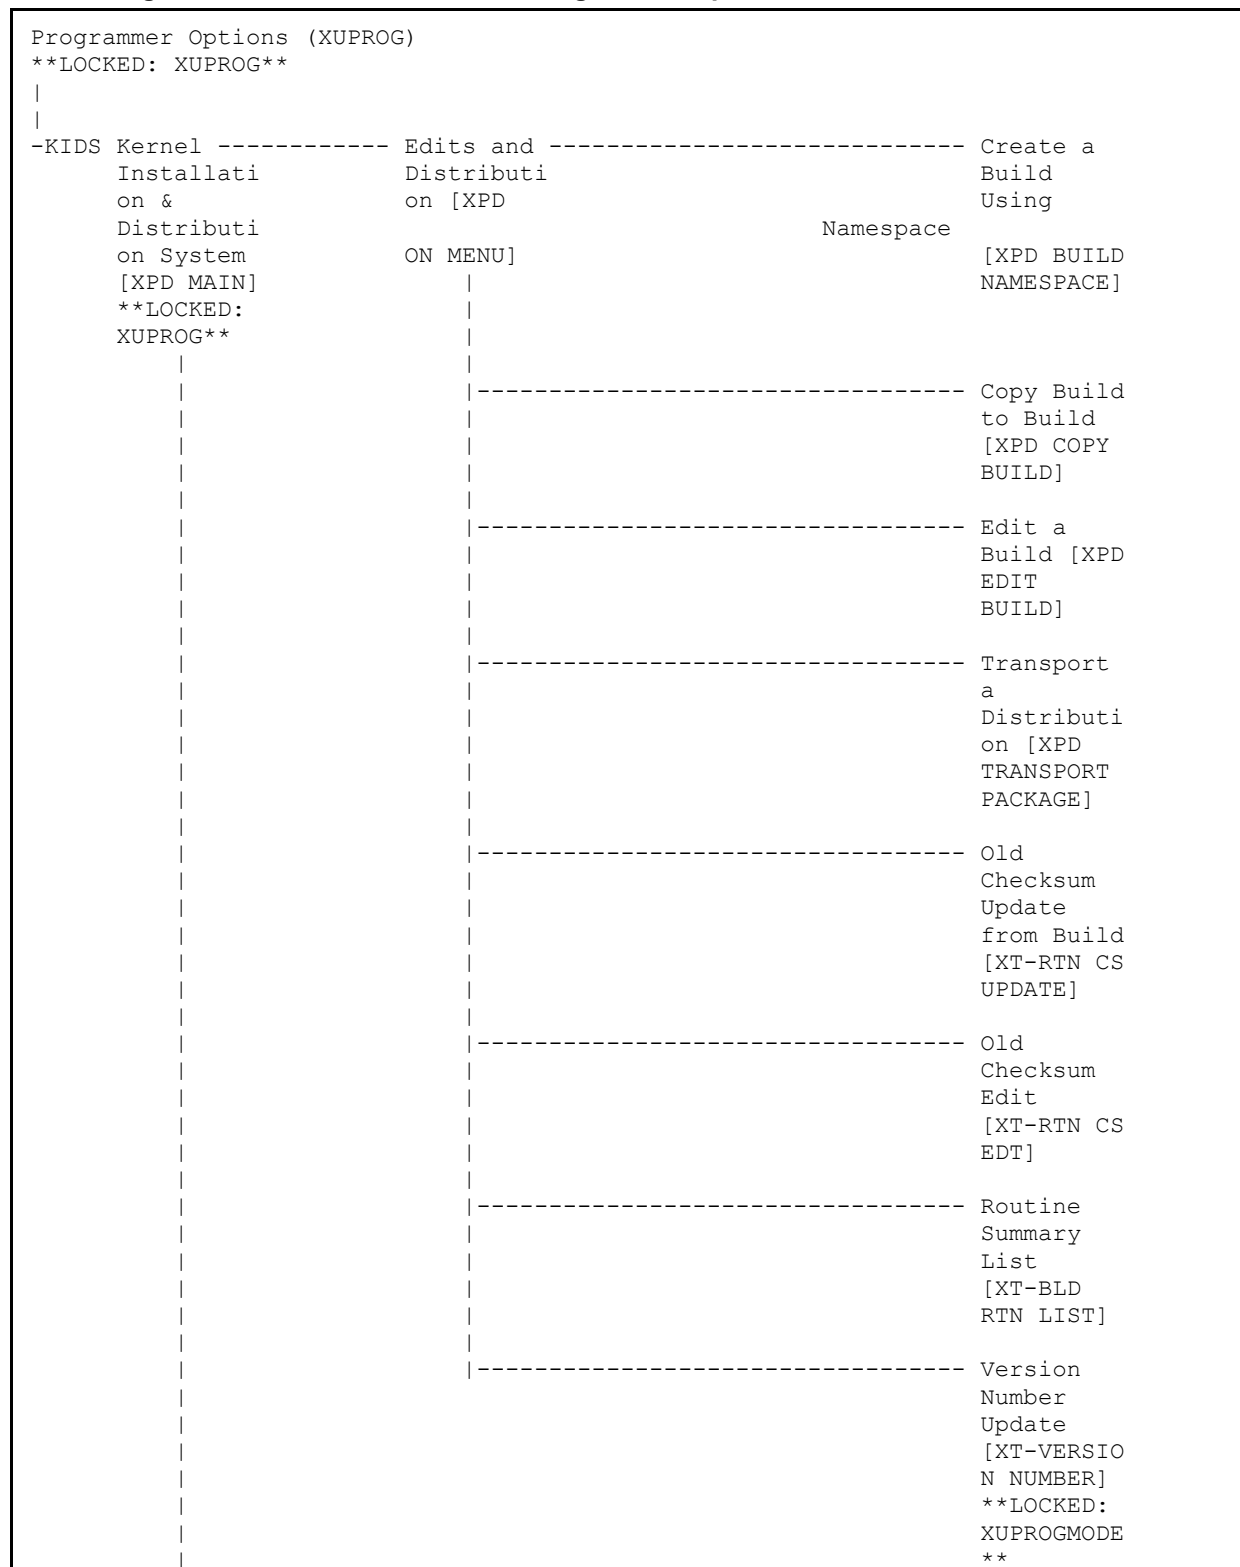 Programmer Options (XUPROG)
**LOCKED: XUPROG**
|
|
-KIDS Kernel ------------ Edits and ----------------------------- Create a
      Installati          Distributi                              Build
      on &                on [XPD                                 Using
      Distributi                                       Namespace
      on System           ON MENU]                                [XPD BUILD
      [XPD MAIN]              |                                   NAMESPACE]
      **LOCKED:               |
      XUPROG**                |
          |                   |
          |                   |---------------------------------- Copy Build
          |                   |                                   to Build
          |                   |                                   [XPD COPY
          |                   |                                   BUILD]
          |                   |
          |                   |---------------------------------- Edit a
          |                   |                                   Build [XPD
          |                   |                                   EDIT
          |                   |                                   BUILD]
          |                   |
          |                   |---------------------------------- Transport
          |                   |                                   a
          |                   |                                   Distributi
          |                   |                                   on [XPD
          |                   |                                   TRANSPORT
          |                   |                                   PACKAGE]
          |                   |
          |                   |---------------------------------- Old
          |                   |                                   Checksum
          |                   |                                   Update
          |                   |                                   from Build
          |                   |                                   [XT-RTN CS
          |                   |                                   UPDATE]
          |                   |
          |                   |---------------------------------- Old
          |                   |                                   Checksum
          |                   |                                   Edit
          |                   |                                   [XT-RTN CS
          |                   |                                   EDT]
          |                   |
          |                   |---------------------------------- Routine
          |                   |                                   Summary
          |                   |                                   List
          |                   |                                   [XT-BLD
          |                   |                                   RTN LIST]
          |                   |
          |                   |---------------------------------- Version
          |                                                       Number
          |                                                       Update
          |                                                       [XT-VERSIO
          |                                                       N NUMBER]
          |                                                       **LOCKED:
          |                                                       XUPROGMODE
          |                                                       **